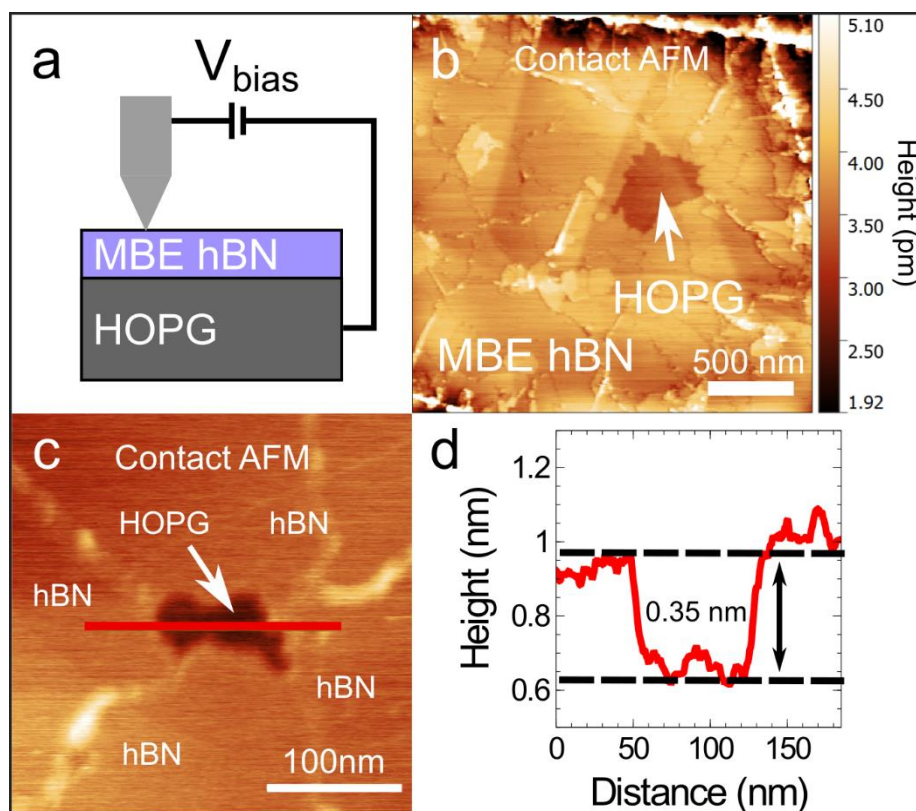 a
V
bias
MBE hBN
HOPG
b
Contact AFM
HOPG
MBE hBN
500 nm
5.10
4.50
4.00
3.50
3.00
2.50
1.92
Height (pm)
c
Contact AFM
HOPG
hBN
hBN
hBN
hBN
100nm
d
Height (nm)
1.2
1
0.8
0.6
0.35 nm
0 50 100 150
Distance (nm)